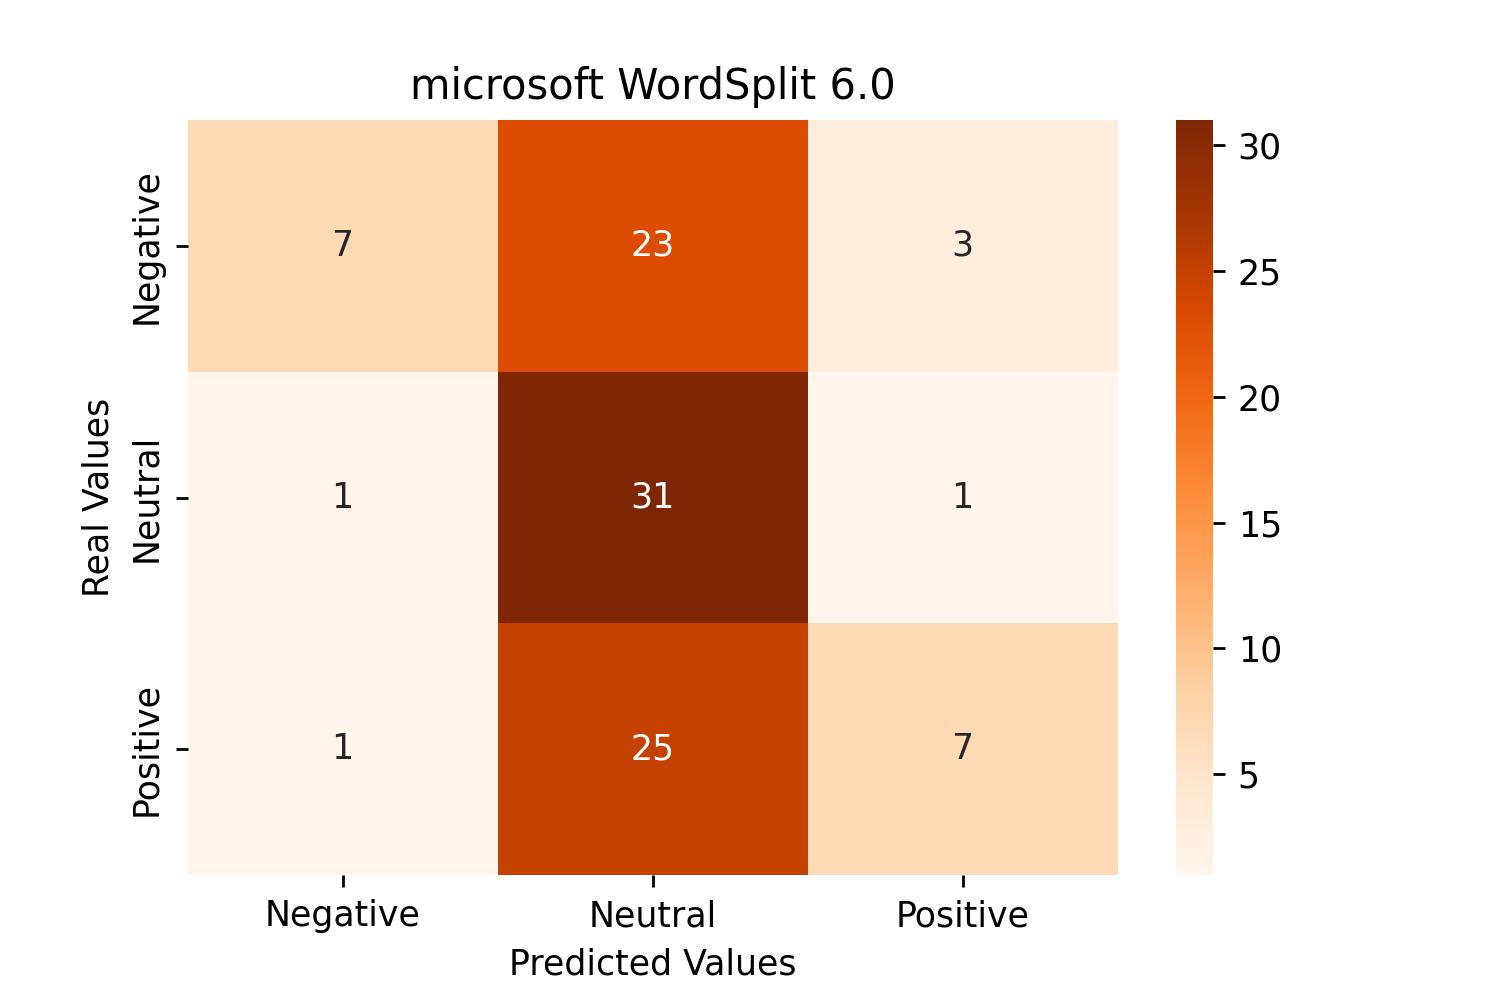 microsoft WordSplit 6.0
Real Values
Negative
7 23 3
Neutral
1 31 1
Positive
1 25 7
Negative Neutral Positive
Predicted Values
30
25
20
15
10
5